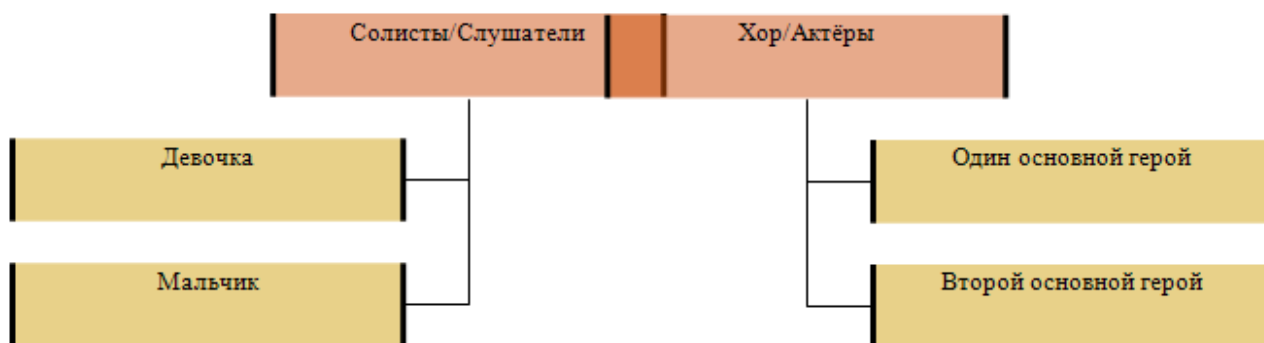 Солисты/Слушатели
Хор/Актёры
Девочка
Один основной герой
Мальчик
Второй основной герой